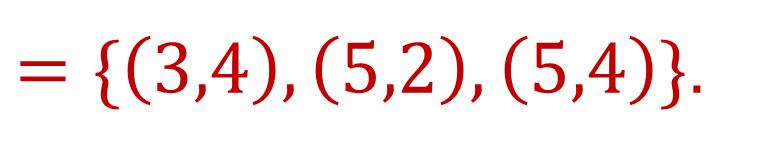 = {(3,4), (5,2), (5,4)}.